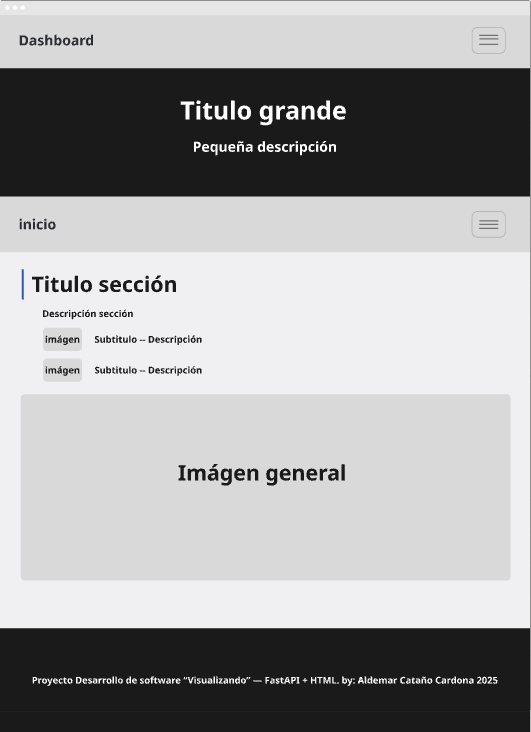 Dashboard
Titulo grande
Pequeña descripción
inicio
Titulo sección
Descripción sección
imágen Subtitulo -- Descripción
imágen Subtitulo -- Descripción
Imágen general
Proyecto Desarrollo de software “Visualizando” — FastAPI + HTML. by: Aldemar Cataño Cardona 2025